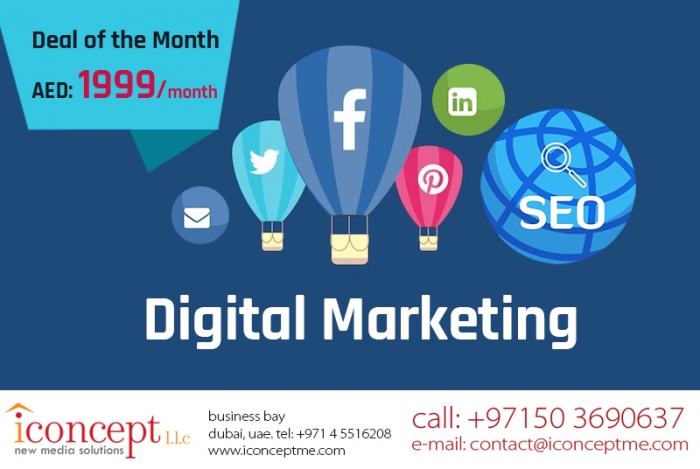 Deal of the Month
AED: 1999/month
f
in
SEO
Digital Marketing
iconcept l.l.c
new media solutions
business bay
dubai, uae. tel: +971 4 5516208
www.iconceptme.com
call: +97150 3690637
e-mail: contact@iconceptme.com